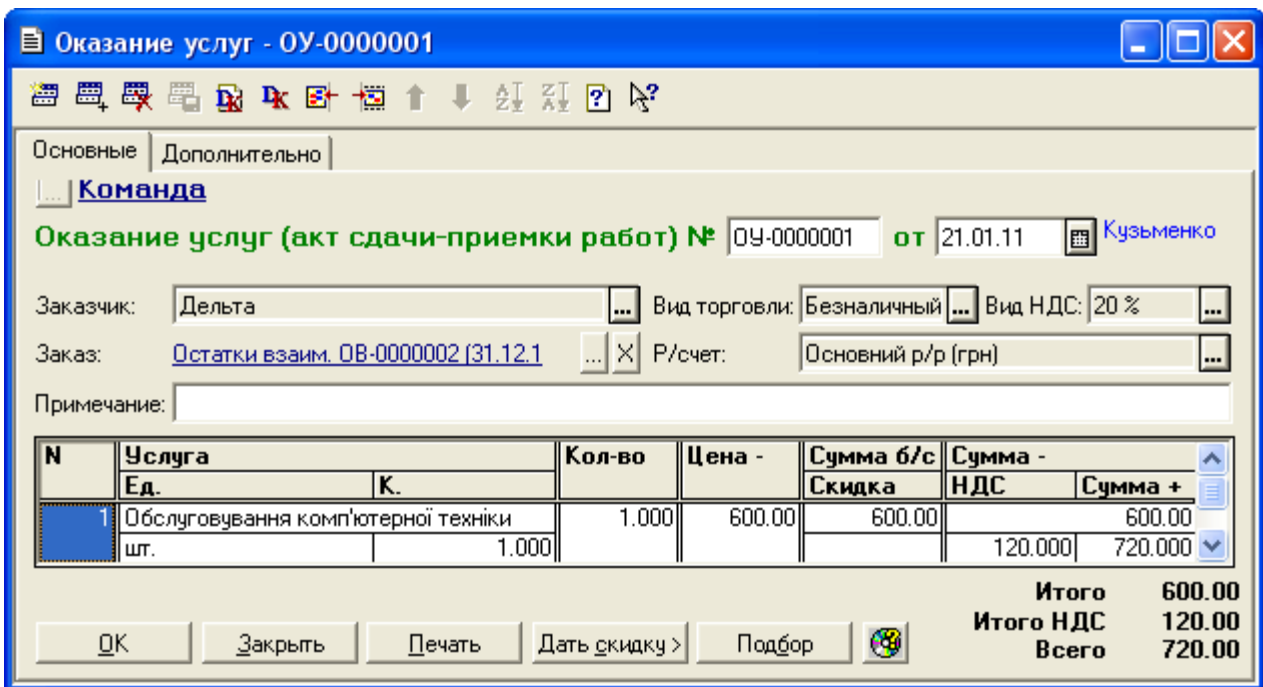 Оказание услуг - ОУ-0000001
Основные Дополнительно
... Команда
Оказание услуг (акт сдачи-приемки работ) № ОУ-0000001 от 21.01.11 Кузьменко
Заказчик: Дельта ... Вид торговли: Безналичный ... Вид НДС: 20 % ...
Заказ: Остатки взаим. ОВ-0000002 (31.12.1 ... X Р/счет: Основний р/р (грн) ...
Примечание:
N Услуга Кол-во Цена - Сумма б/с Сумма -
Ед. К. Скидка НДС Сумма +
1 Обслуговування комп'ютерної техніки 1.000 600.00 600.00 600.00
шт. 1.000 120.000 720.000
Итого 600.00
Итого НДС 120.00
Всего 720.00
OK Закрыть Печать Дать скидку > Подбор